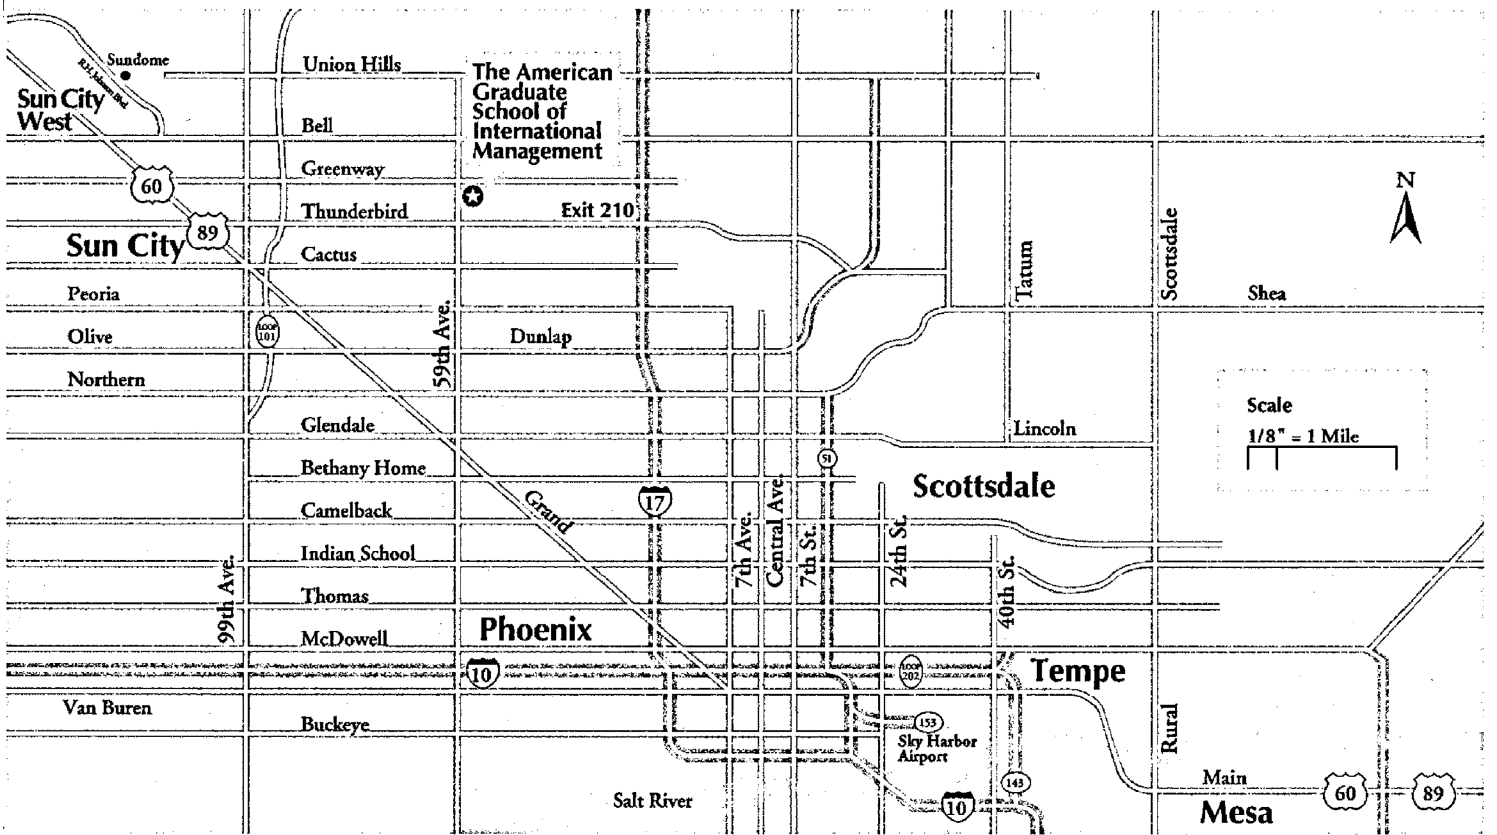 Sundome
R.H. Johnson Blvd.
Union Hills
The American
Graduate
School of
International
Management
Sun City
West
Bell
Greenway
60
N
Thunderbird
Exit 210
89
Sun City
Cactus
Tatum
Scottsdale
Peoria
Shea
59th Ave.
LOOP
101
Olive
Dunlap
Northern
Scale
1/8" = 1 Mile
Glendale
Lincoln
51
Bethany Home
Scottsdale
Grand
17
Camelback
7th Ave.
Central Ave.
7th St.
24th St.
Indian School
99th Ave.
40th St.
Thomas
Phoenix
McDowell
10
LOOP
202
Tempe
Van Buren
Buckeye
153
Sky Harbor
Airport
Rural
143
Main
60
89
Salt River
10
Mesa